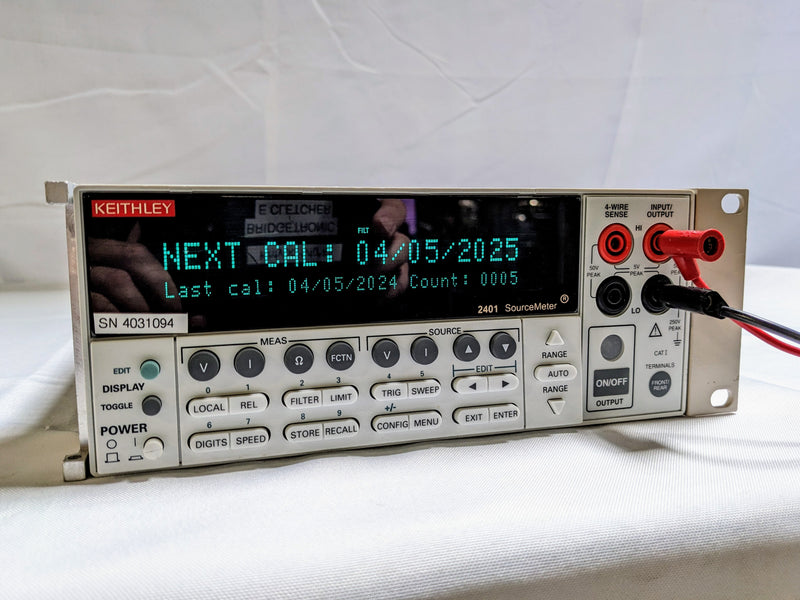 KEITHLEY
E CLETCHER
BRIDGETRONIC
FILT
NEXT CAL: 04/05/2025
Last cal: 04/05/2024 Count: 0005
SN 4031094
2401 SourceMeter ®
4-WIRE SENSE
INPUT/ OUTPUT
HI
50V PEAK
5V PEAK
PEAK
LO
250V PEAK
CAT I
MEAS
SOURCE
V I Ω FCTN V I ▲ ▼
EDIT
DISPLAY
TOGGLE
POWER
0 1 2 3 4 5
EDIT
LOCAL REL FILTER LIMIT TRIG SWEEP ◄ ►
6 7 8 9 +/-
DIGITS SPEED STORE RECALL CONFIG MENU EXIT ENTER
RANGE
AUTO
RANGE
ON/OFF
OUTPUT
TERMINALS
FRONT/ REAR